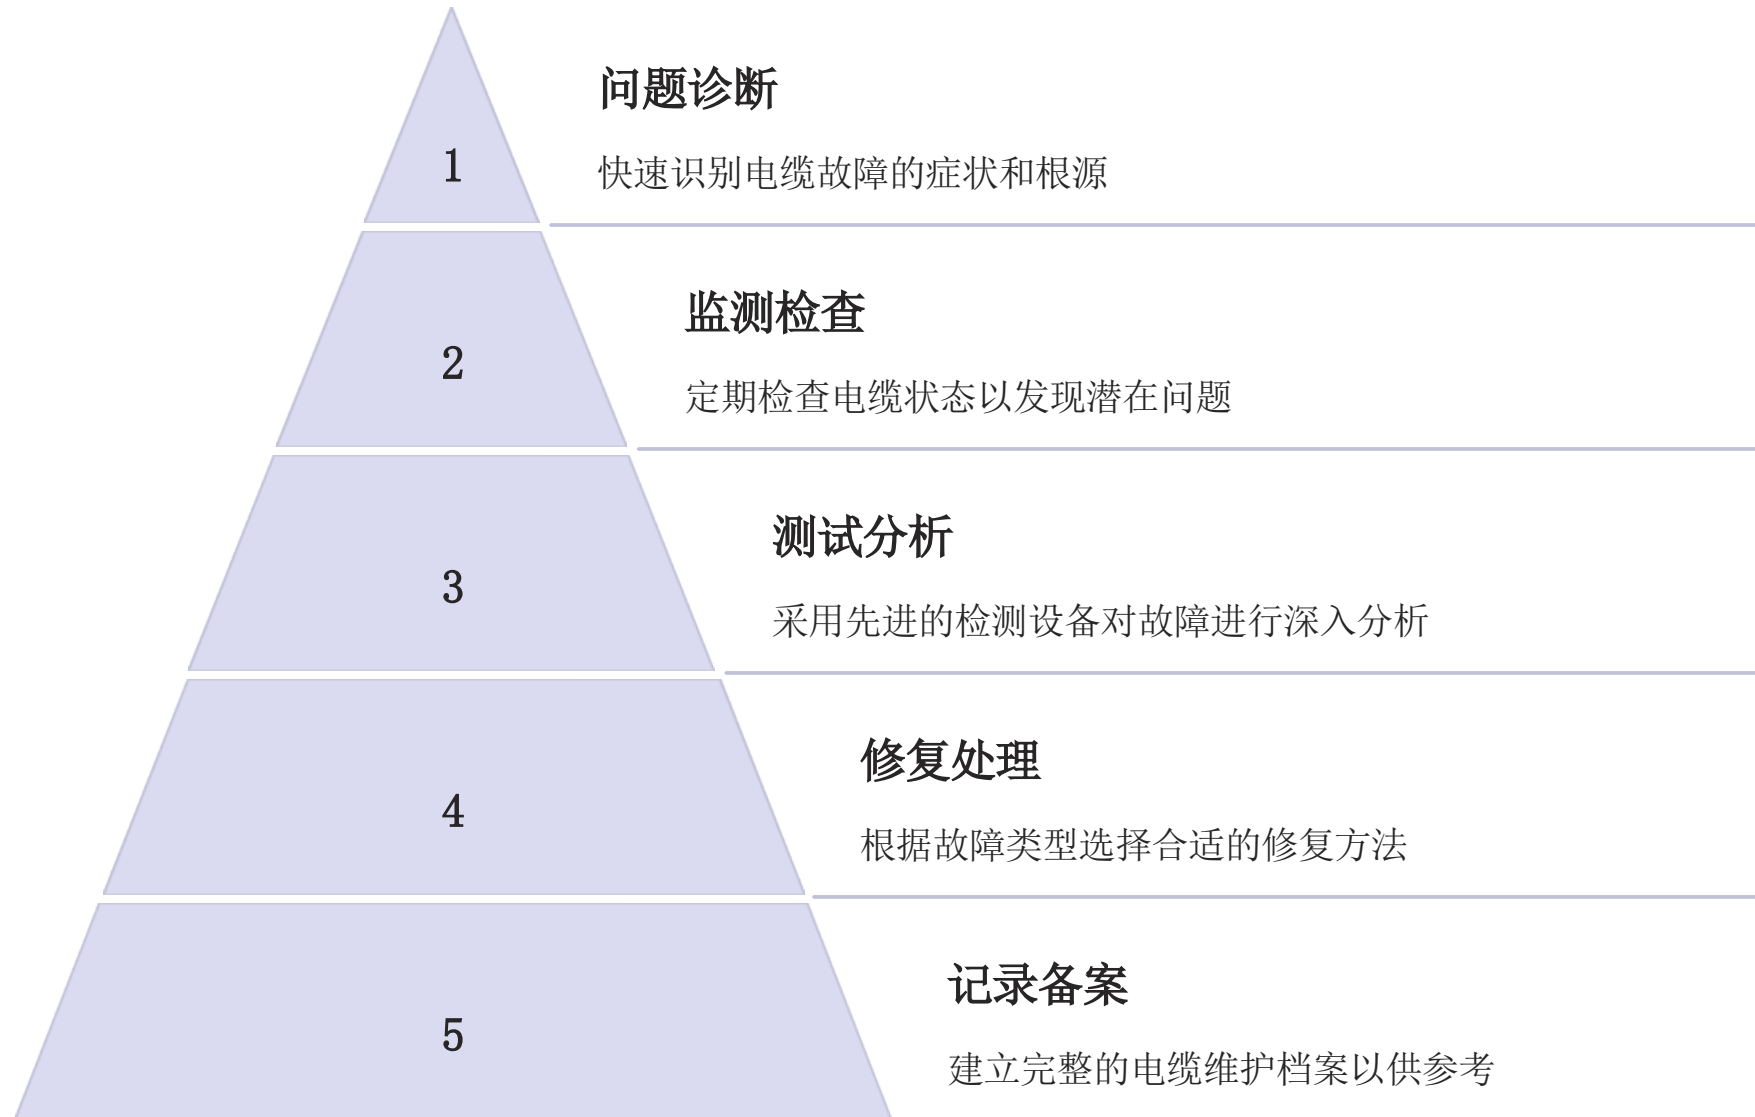 问题诊断
1
快速识别电缆故障的症状和根源
监测检查
2
定期检查电缆状态以发现潜在问题
测试分析
3
采用先进的检测设备对故障进行深入分析
修复处理
4
根据故障类型选择合适的修复方法
记录备案
5
建立完整的电缆维护档案以供参考